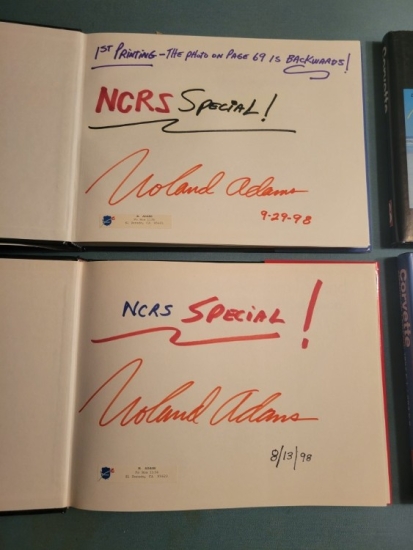 1ST PRINTING - THE PHOTO ON PAGE 69 IS BACKWARDS!
NCRS SPECIAL!
Noland Adams
9-29-98
NCRS SPECIAL!
Noland Adams
8/13/98
Corvette